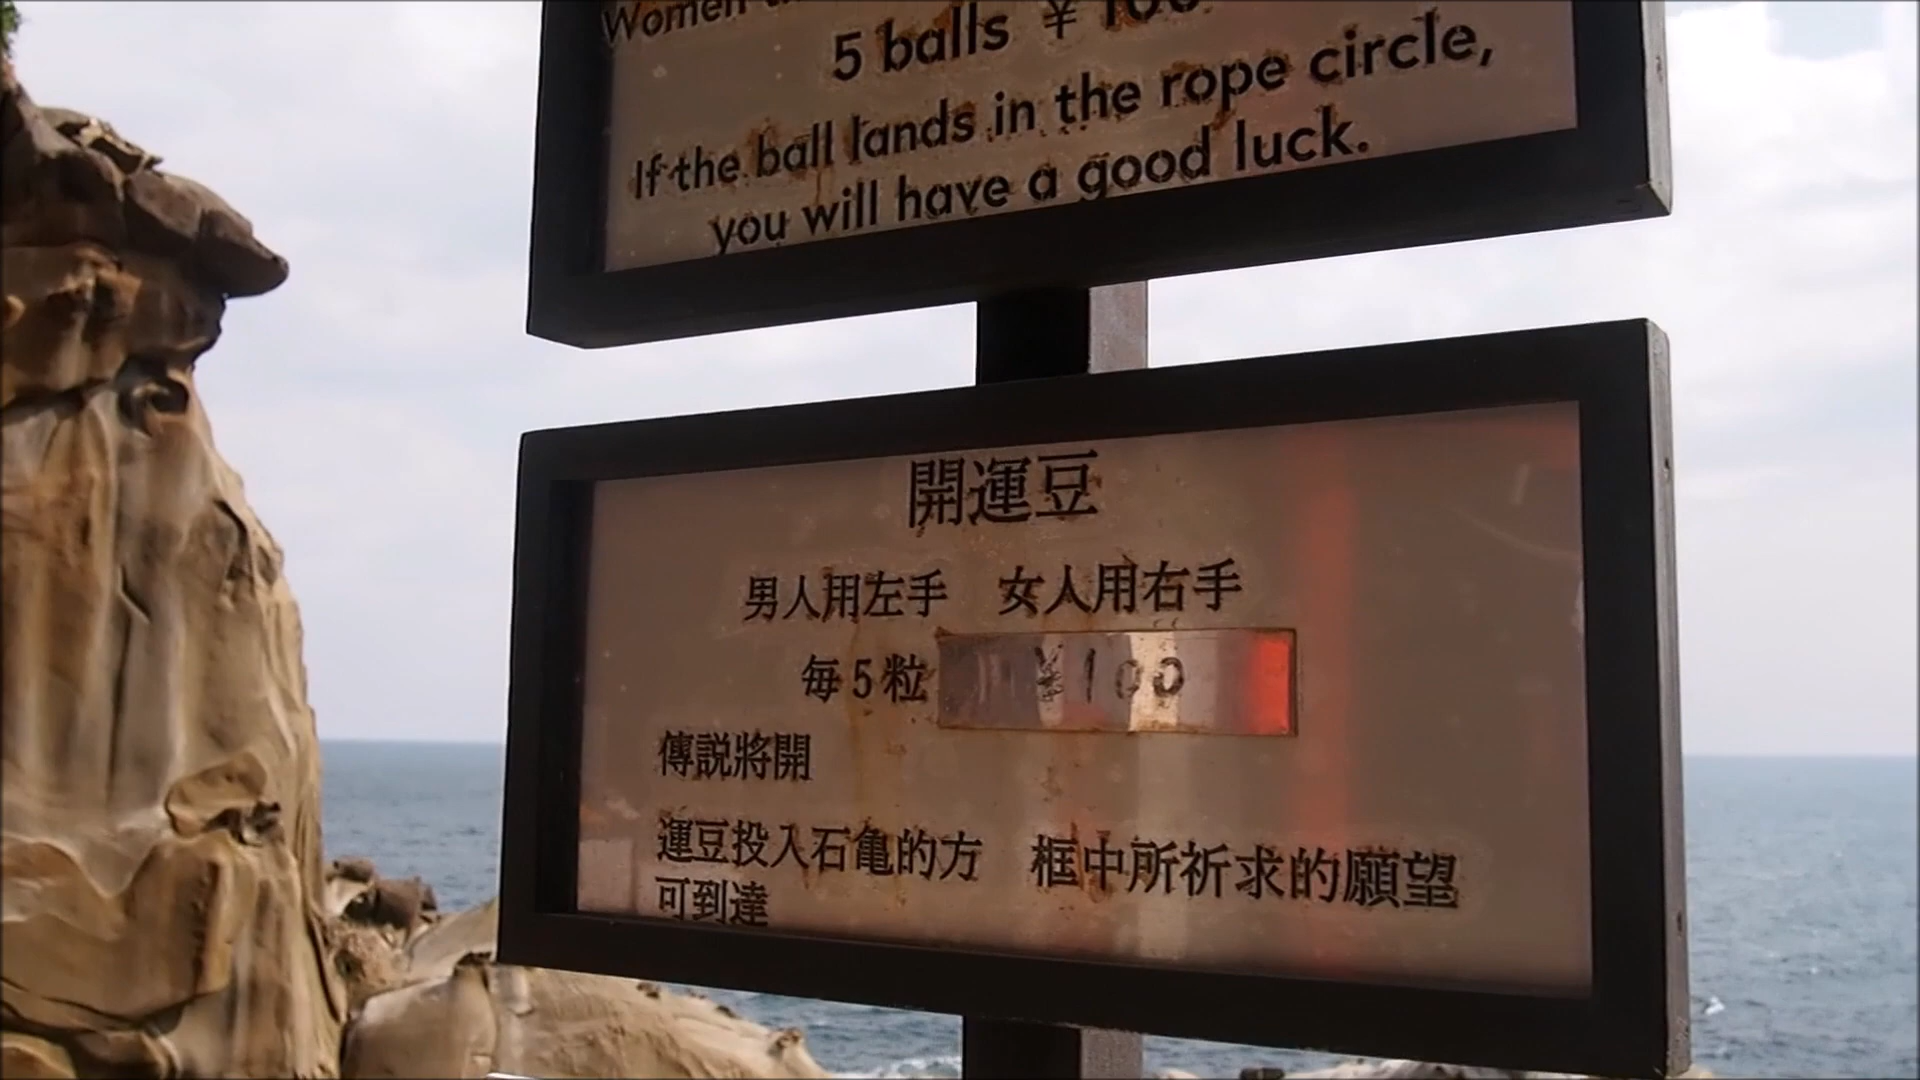 Women
5 balls ¥ 100
If the ball lands in the rope circle,
you will have a good luck.
開運豆
男人用左手 女人用右手
毎5粒 ¥100
傳説將開
運豆投入石亀的方 框中所祈求的願望
可到達